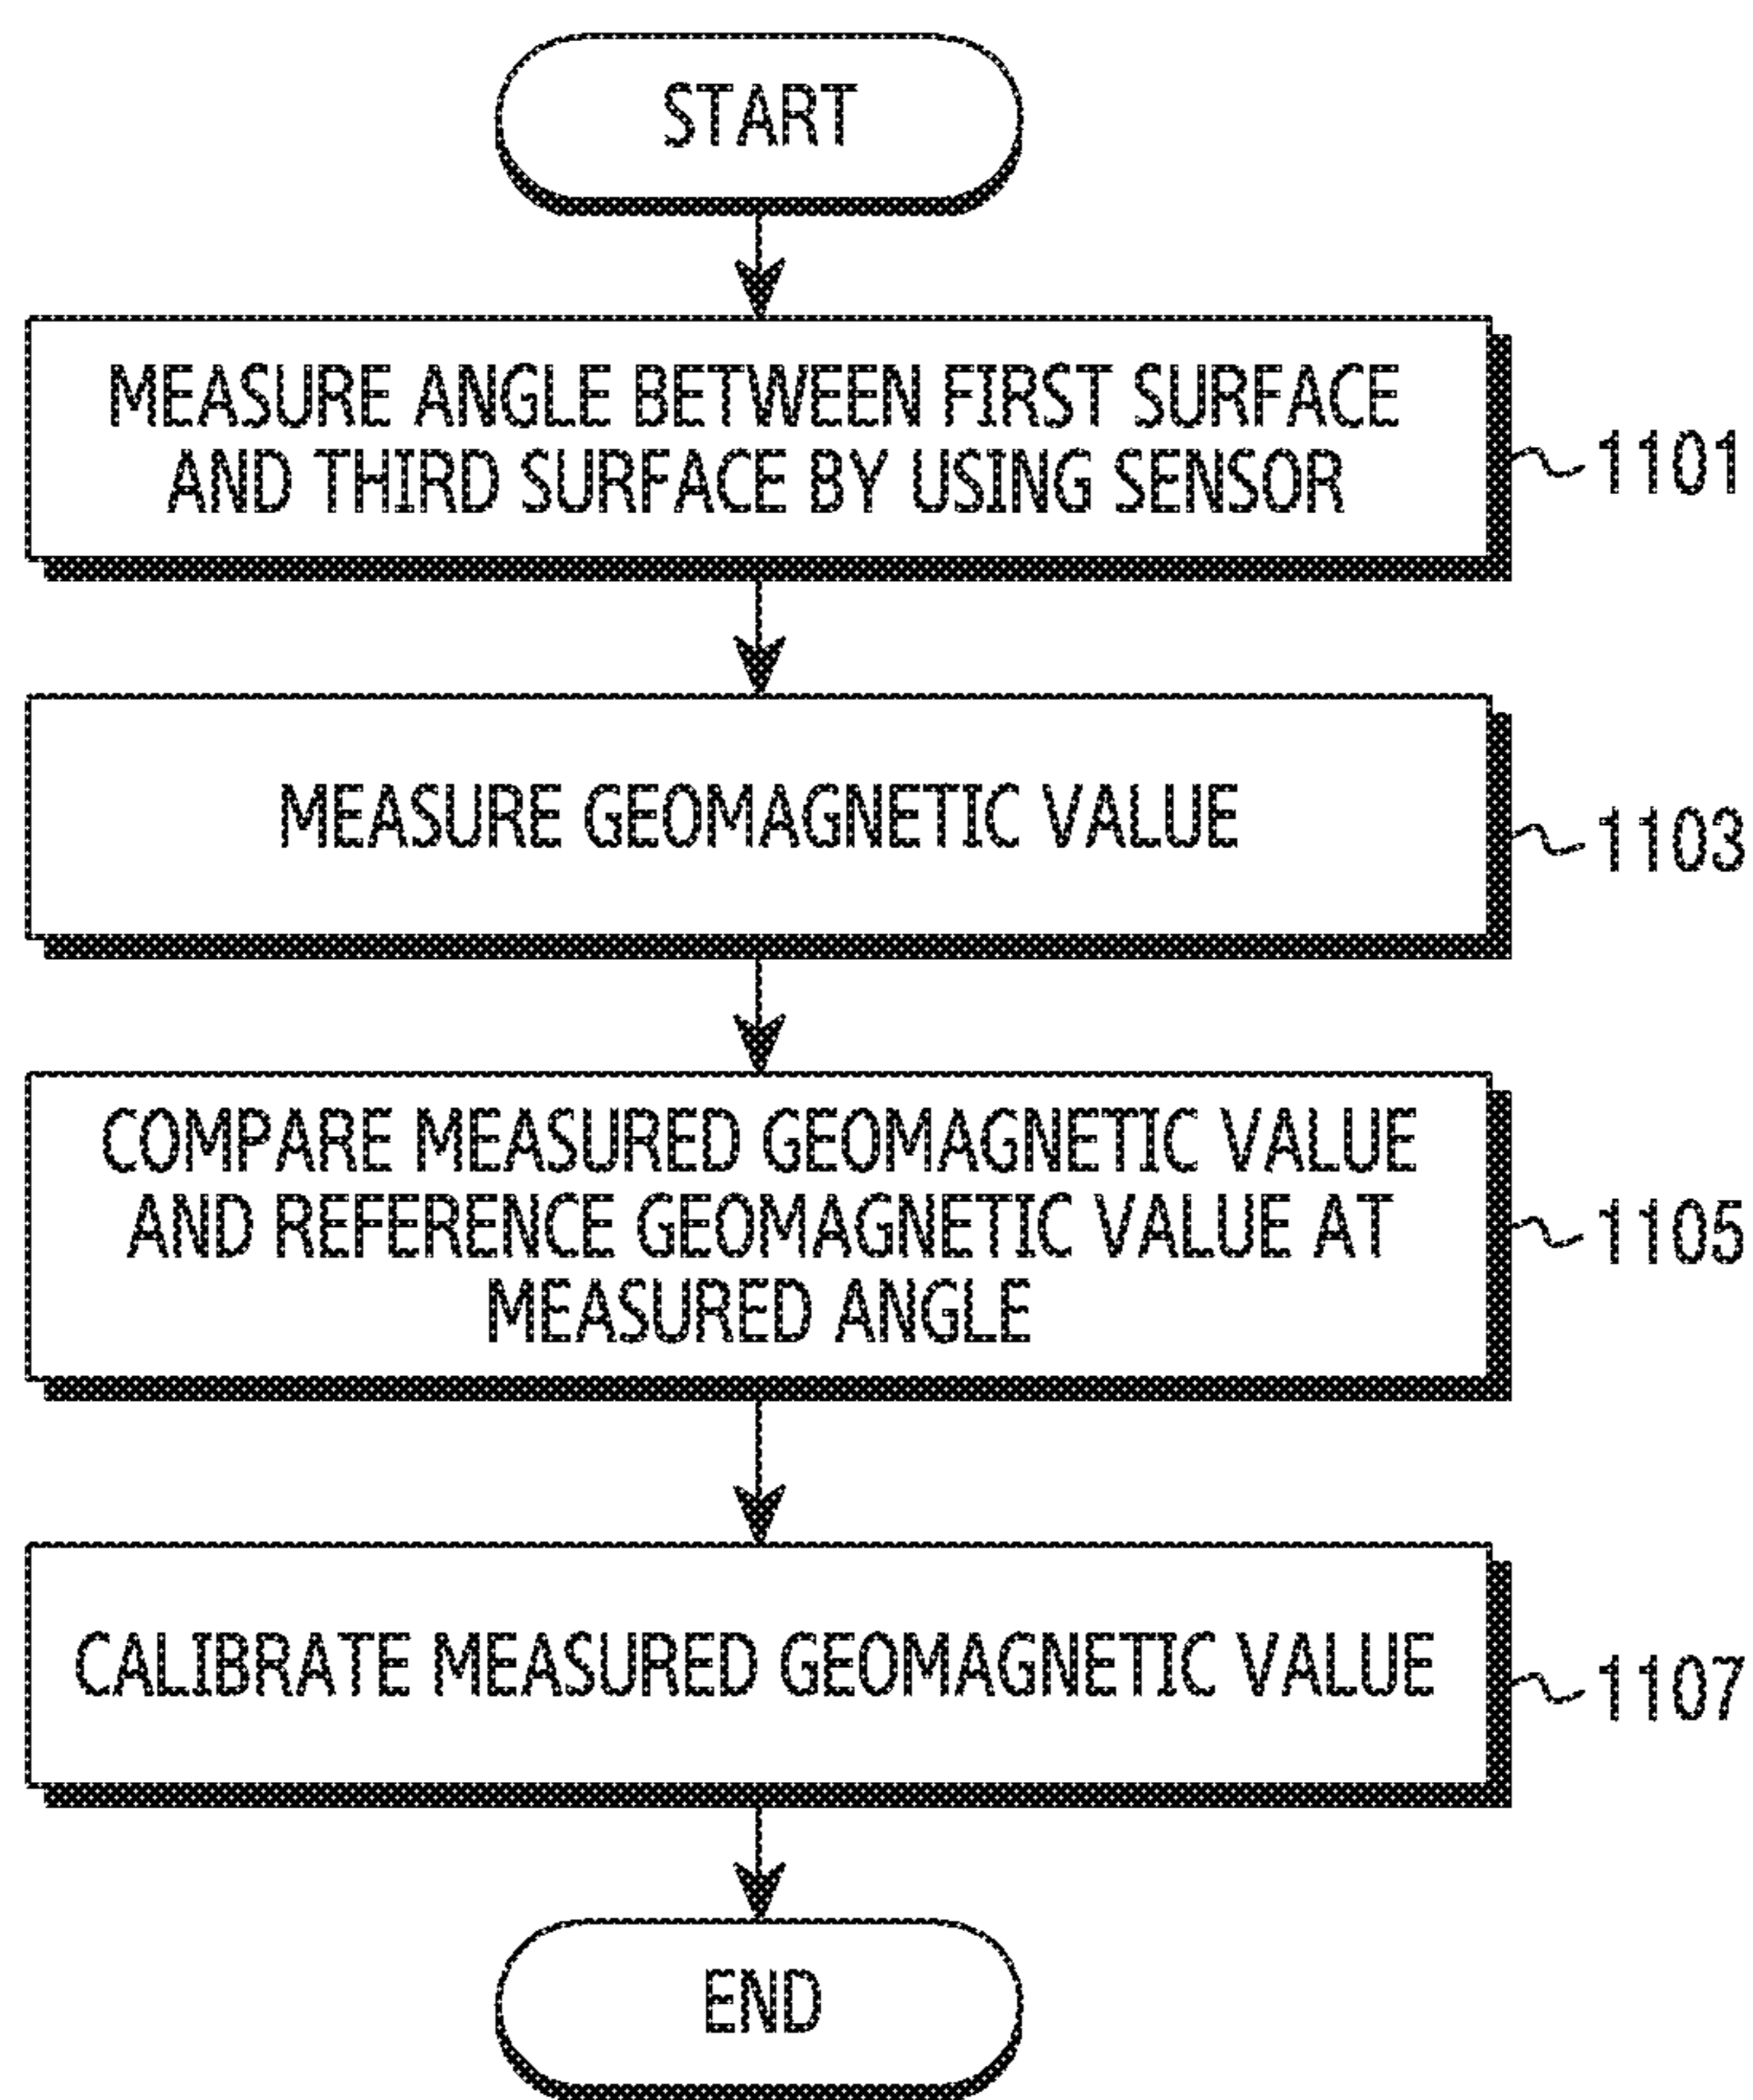 START
MEASURE ANGLE BETWEEN FIRST SURFACE
AND THIRD SURFACE BY USING SENSOR
1101
MEASURE GEOMAGNETIC VALUE
1103
COMPARE MEASURED GEOMAGNETIC VALUE
AND REFERENCE GEOMAGNETIC VALUE AT
MEASURED ANGLE
1105
CALIBRATE MEASURED GEOMAGNETIC VALUE
1107
END